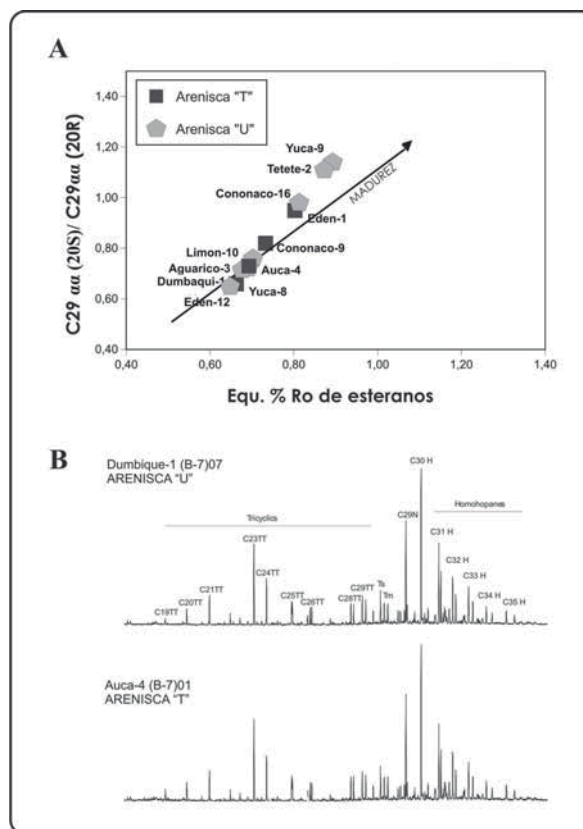 A
Arenisca "T"
Arenisca "U"
C29 αα (20S)/ C29αα (20R)
1,40
1,20
1,00
0,80
0,60
0,40
0,40
0,60
0,80
1,00
1,20
1,40
Yuca-9
Tetete-2
MADUREZ
Cononaco-16
Eden-1
Limon-10
Cononaco-9
Aguarico-3
Auca-4
Dumbaqui-1
Yuca-8
Eden-12
Equ. % Ro de esteranos
B
Dumbique-1 (B-7)07
ARENISCA "U"
C30 H
Tricyclics
Homohopanes
C29N
C23TT
C31 H
C24TT
C32 H
C21TT
C29TT
Ts
C33 H
C20TT
C25TT
C28TT
Tm
C34 H
C19TT
C26TT
C35 H
Auca-4 (B-7)01
ARENISCA "T"